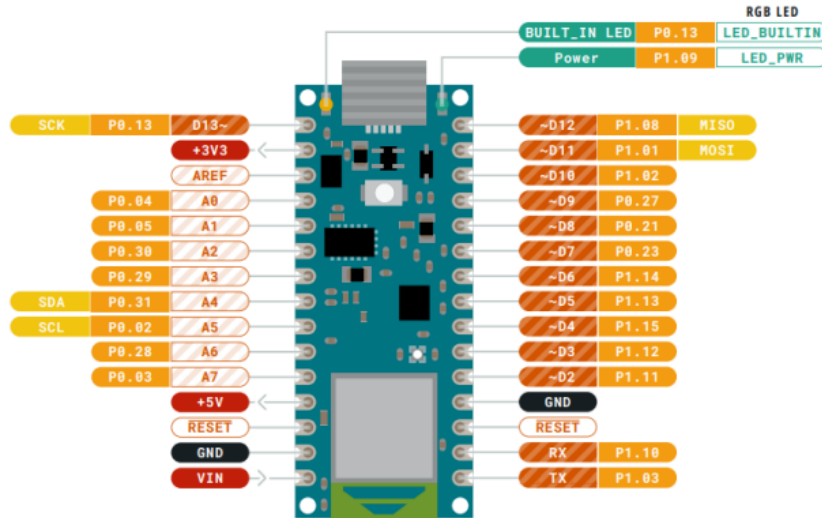 RGB LED
BUILT_IN LED P0.13 LED_BUILTIN
Power P1.09 LED_PWR
SCK P0.13 D13~
+3V3
AREF
P0.04 A0
P0.05 A1
P0.30 A2
P0.29 A3
SDA P0.31 A4
SCL P0.02 A5
P0.28 A6
P0.03 A7
+5V
RESET
GND
VIN
~D12 P1.08 MISO
~D11 P1.01 MOSI
~D10 P1.02
~D9 P0.27
~D8 P0.21
~D7 P0.23
~D6 P1.14
~D5 P1.13
~D4 P1.15
~D3 P1.12
~D2 P1.11
GND
RESET
RX P1.10
TX P1.03